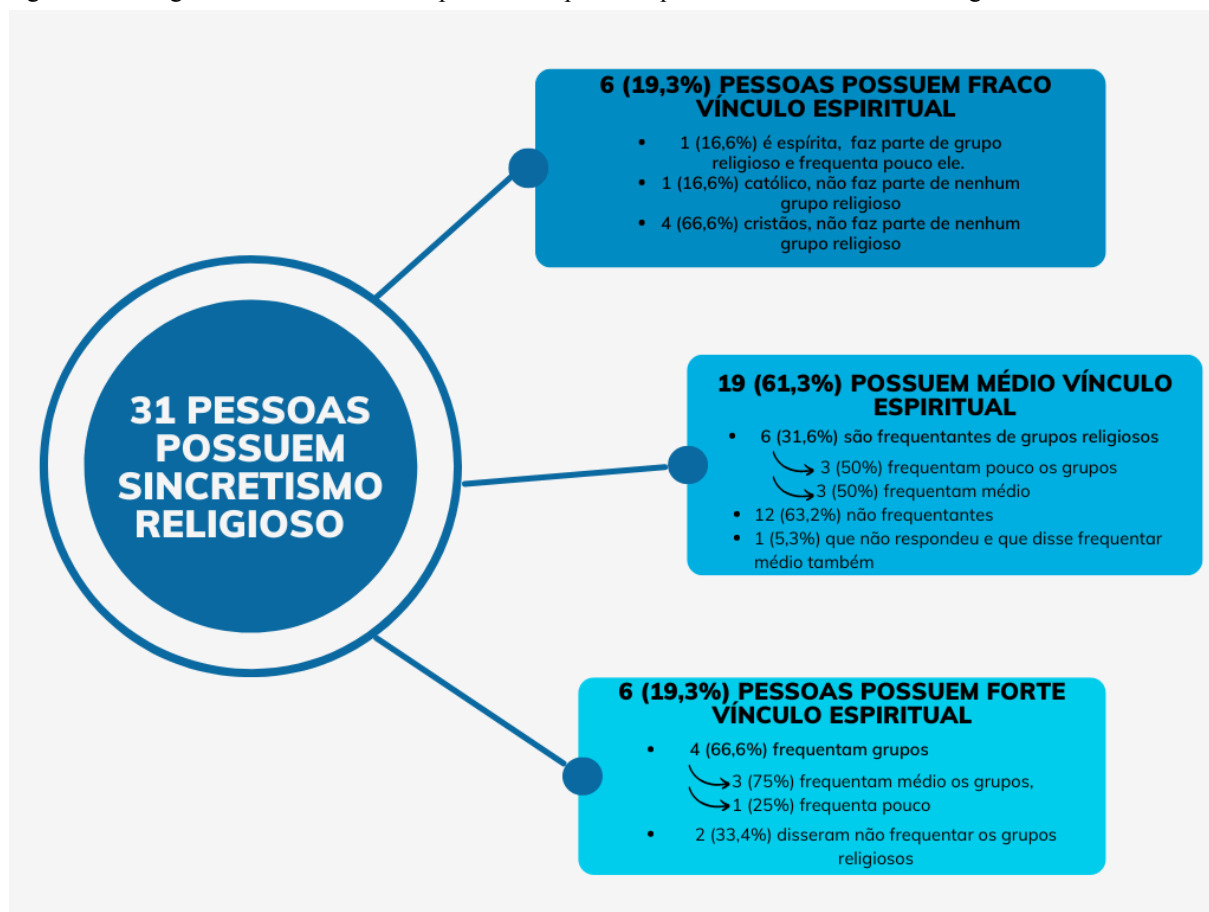 31 PESSOAS
POSSUEM
SINCRETISMO
RELIGIOSO
6 (19,3%) PESSOAS POSSUEM FRACO
VÍNCULO ESPIRITUAL
• 1 (16,6%) é espírita, faz parte de grupo
religioso e frequenta pouco ele.
• 1 (16,6%) católico, não faz parte de nenhum
grupo religioso
• 4 (66,6%) cristãos, não faz parte de nenhum
grupo religioso
19 (61,3%) POSSUEM MÉDIO VÍNCULO
ESPIRITUAL
• 6 (31,6%) são frequentantes de grupos religiosos
3 (50%) frequentam pouco os grupos
3 (50%) frequentam médio
• 12 (63,2%) não frequentantes
• 1 (5,3%) que não respondeu e que disse frequentar
médio também
6 (19,3%) PESSOAS POSSUEM FORTE
VÍNCULO ESPIRITUAL
• 4 (66,6%) frequentam grupos
3 (75%) frequentam médio os grupos,
1 (25%) frequenta pouco
• 2 (33,4%) disseram não frequentar os grupos
religiosos